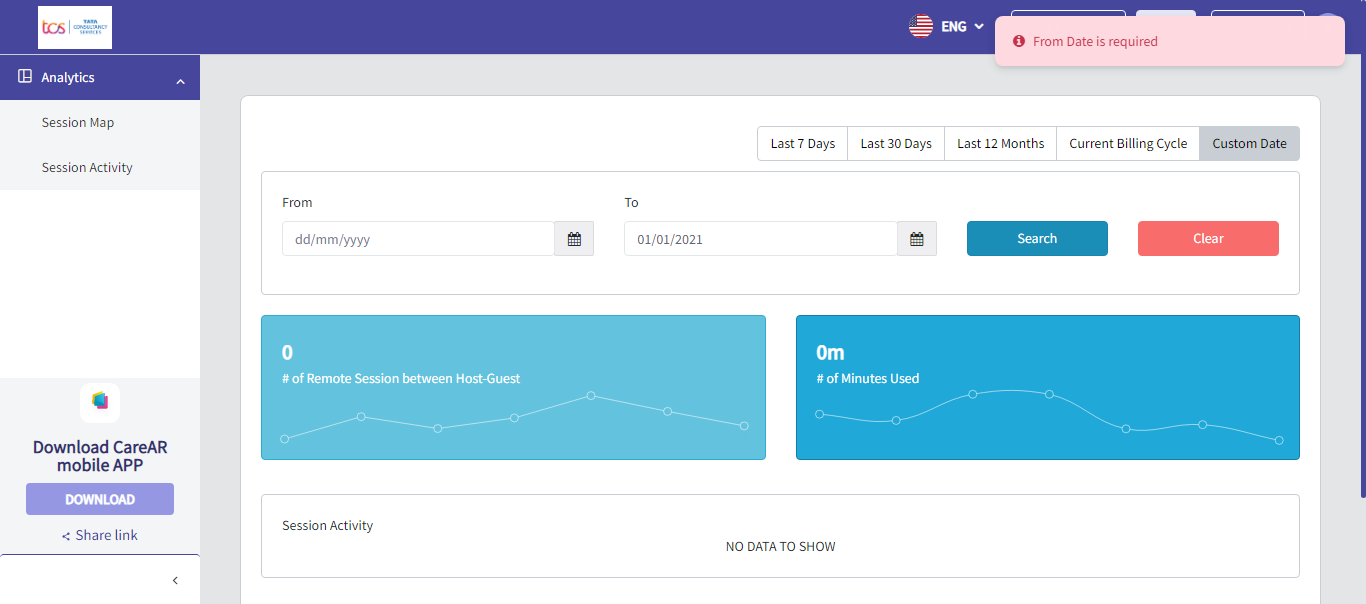 tcs
TATA
CONSULTANCY
SERVICES
ENG
From Date is required
Analytics
Session Map
Session Activity
Last 7 Days
Last 30 Days
Last 12 Months
Current Billing Cycle
Custom Date
From
To
dd/mm/yyyy
01/01/2021
Search
Clear
0
# of Remote Session between Host-Guest
0m
# of Minutes Used
Download CareAR
mobile APP
DOWNLOAD
Share link
Session Activity
NO DATA TO SHOW